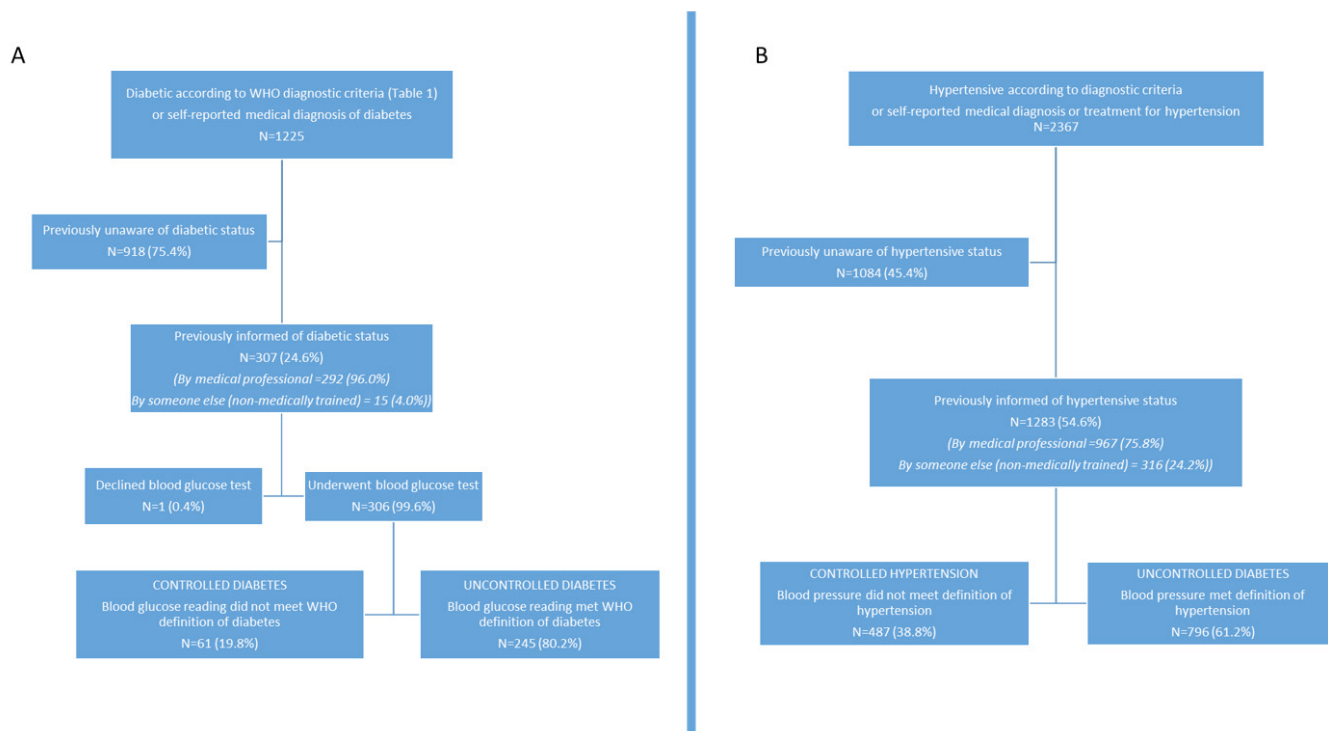 A
Diabetic according to WHO diagnostic criteria (Table 1)
or self-reported medical diagnosis of diabetes
N=1225
Previously unaware of diabetic status
N=918 (75.4%)
Previously informed of diabetic status
N=307 (24.6%)
(By medical professional =292 (96.0%)
By someone else (non-medically trained) = 15 (4.0%))
Declined blood glucose test
N=1 (0.4%)
Underwent blood glucose test
N=306 (99.6%)
CONTROLLED DIABETES
Blood glucose reading did not meet WHO
definition of diabetes
N=61 (19.8%)
UNCONTROLLED DIABETES
Blood glucose reading met WHO
definition of diabetes
N=245 (80.2%)
B
Hypertensive according to diagnostic criteria
or self-reported medical diagnosis or treatment for hypertension
N=2367
Previously unaware of hypertensive status
N=1084 (45.4%)
Previously informed of hypertensive status
N=1283 (54.6%)
(By medical professional =967 (75.8%)
By someone else (non-medically trained) = 316 (24.2%))
CONTROLLED HYPERTENSION
Blood pressure did not meet definition of
hypertension
N=487 (38.8%)
UNCONTROLLED DIABETES
Blood pressure met definition of
hypertension
N=796 (61.2%)